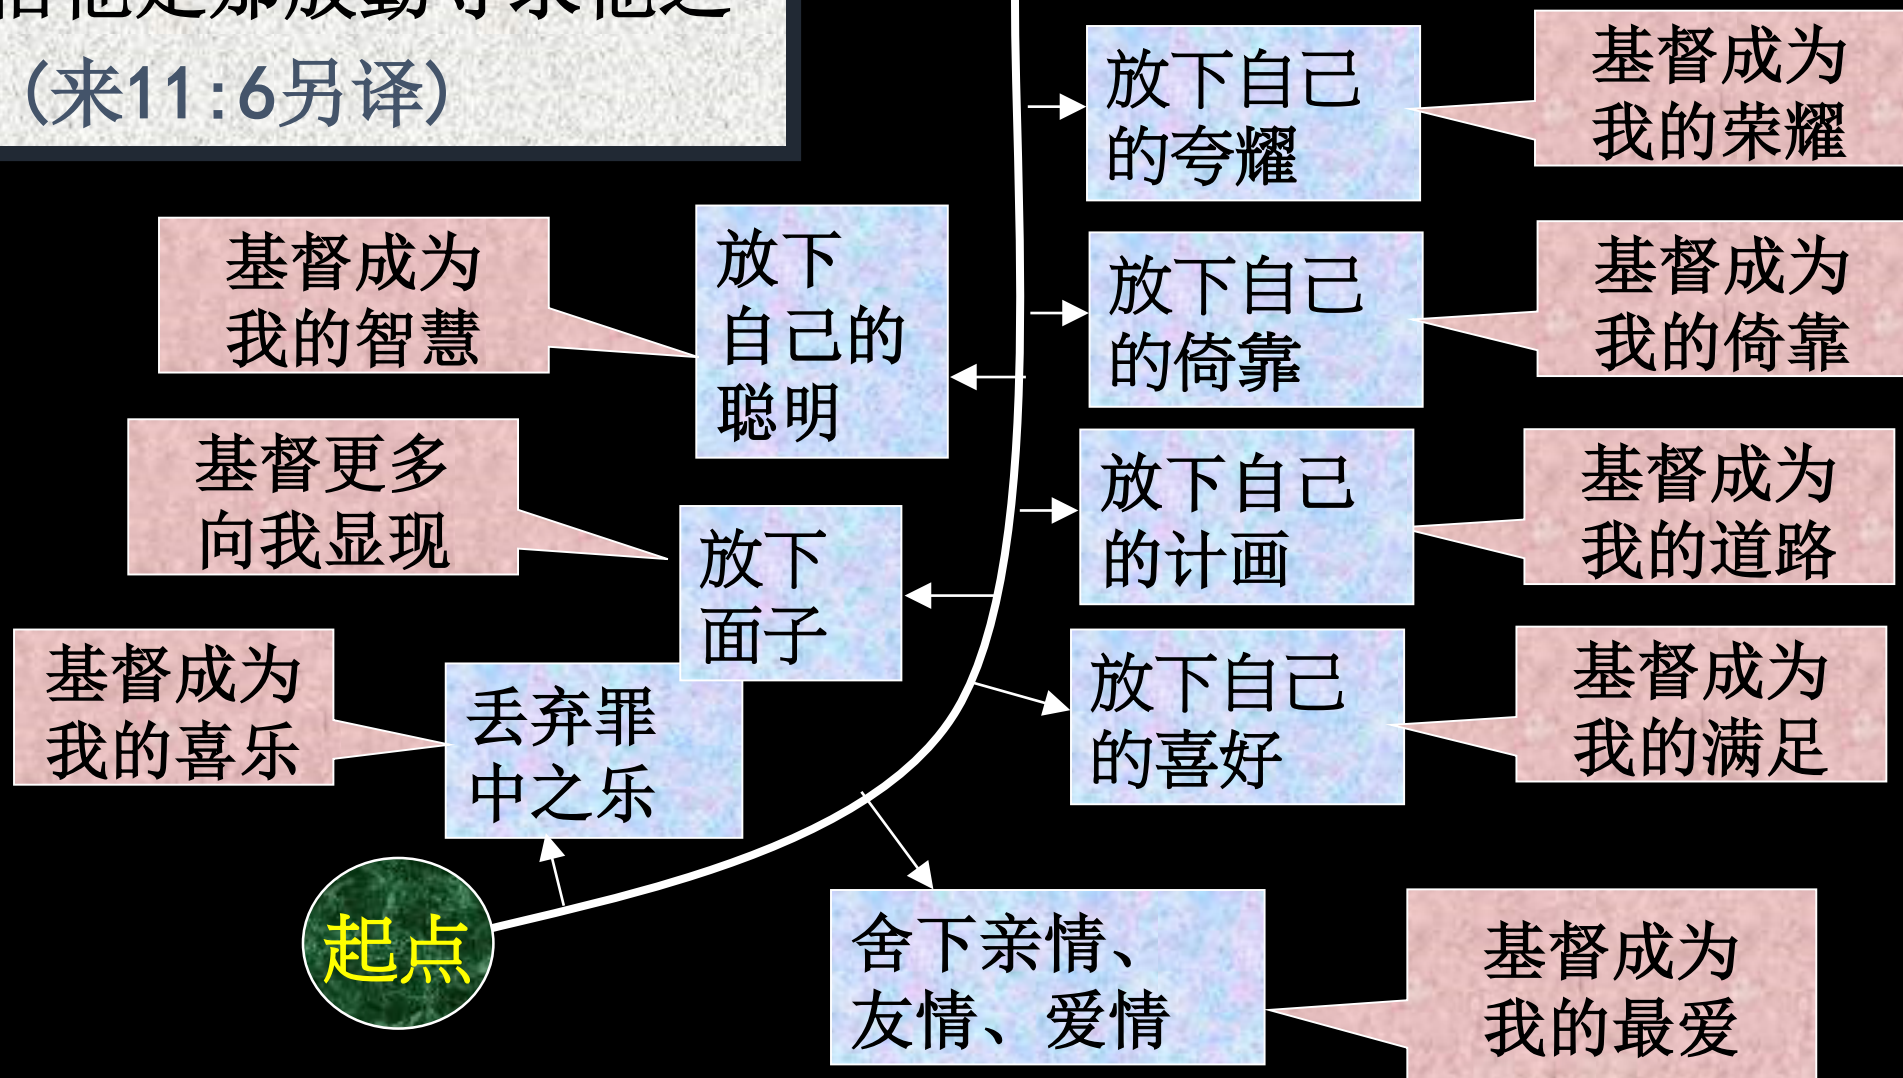 (来11:6另译)
放下自己
的夸耀
基督成为
我的荣耀
基督成为
我的智慧
放下
自己的
聪明
放下自己
的倚靠
基督成为
我的倚靠
基督更多
向我显现
放下
面子
放下自己
的计画
基督成为
我的道路
基督成为
我的喜乐
丢弃罪
中之乐
放下自己
的喜好
基督成为
我的满足
起点
舍下亲情、
友情、爱情
基督成为
我的最爱